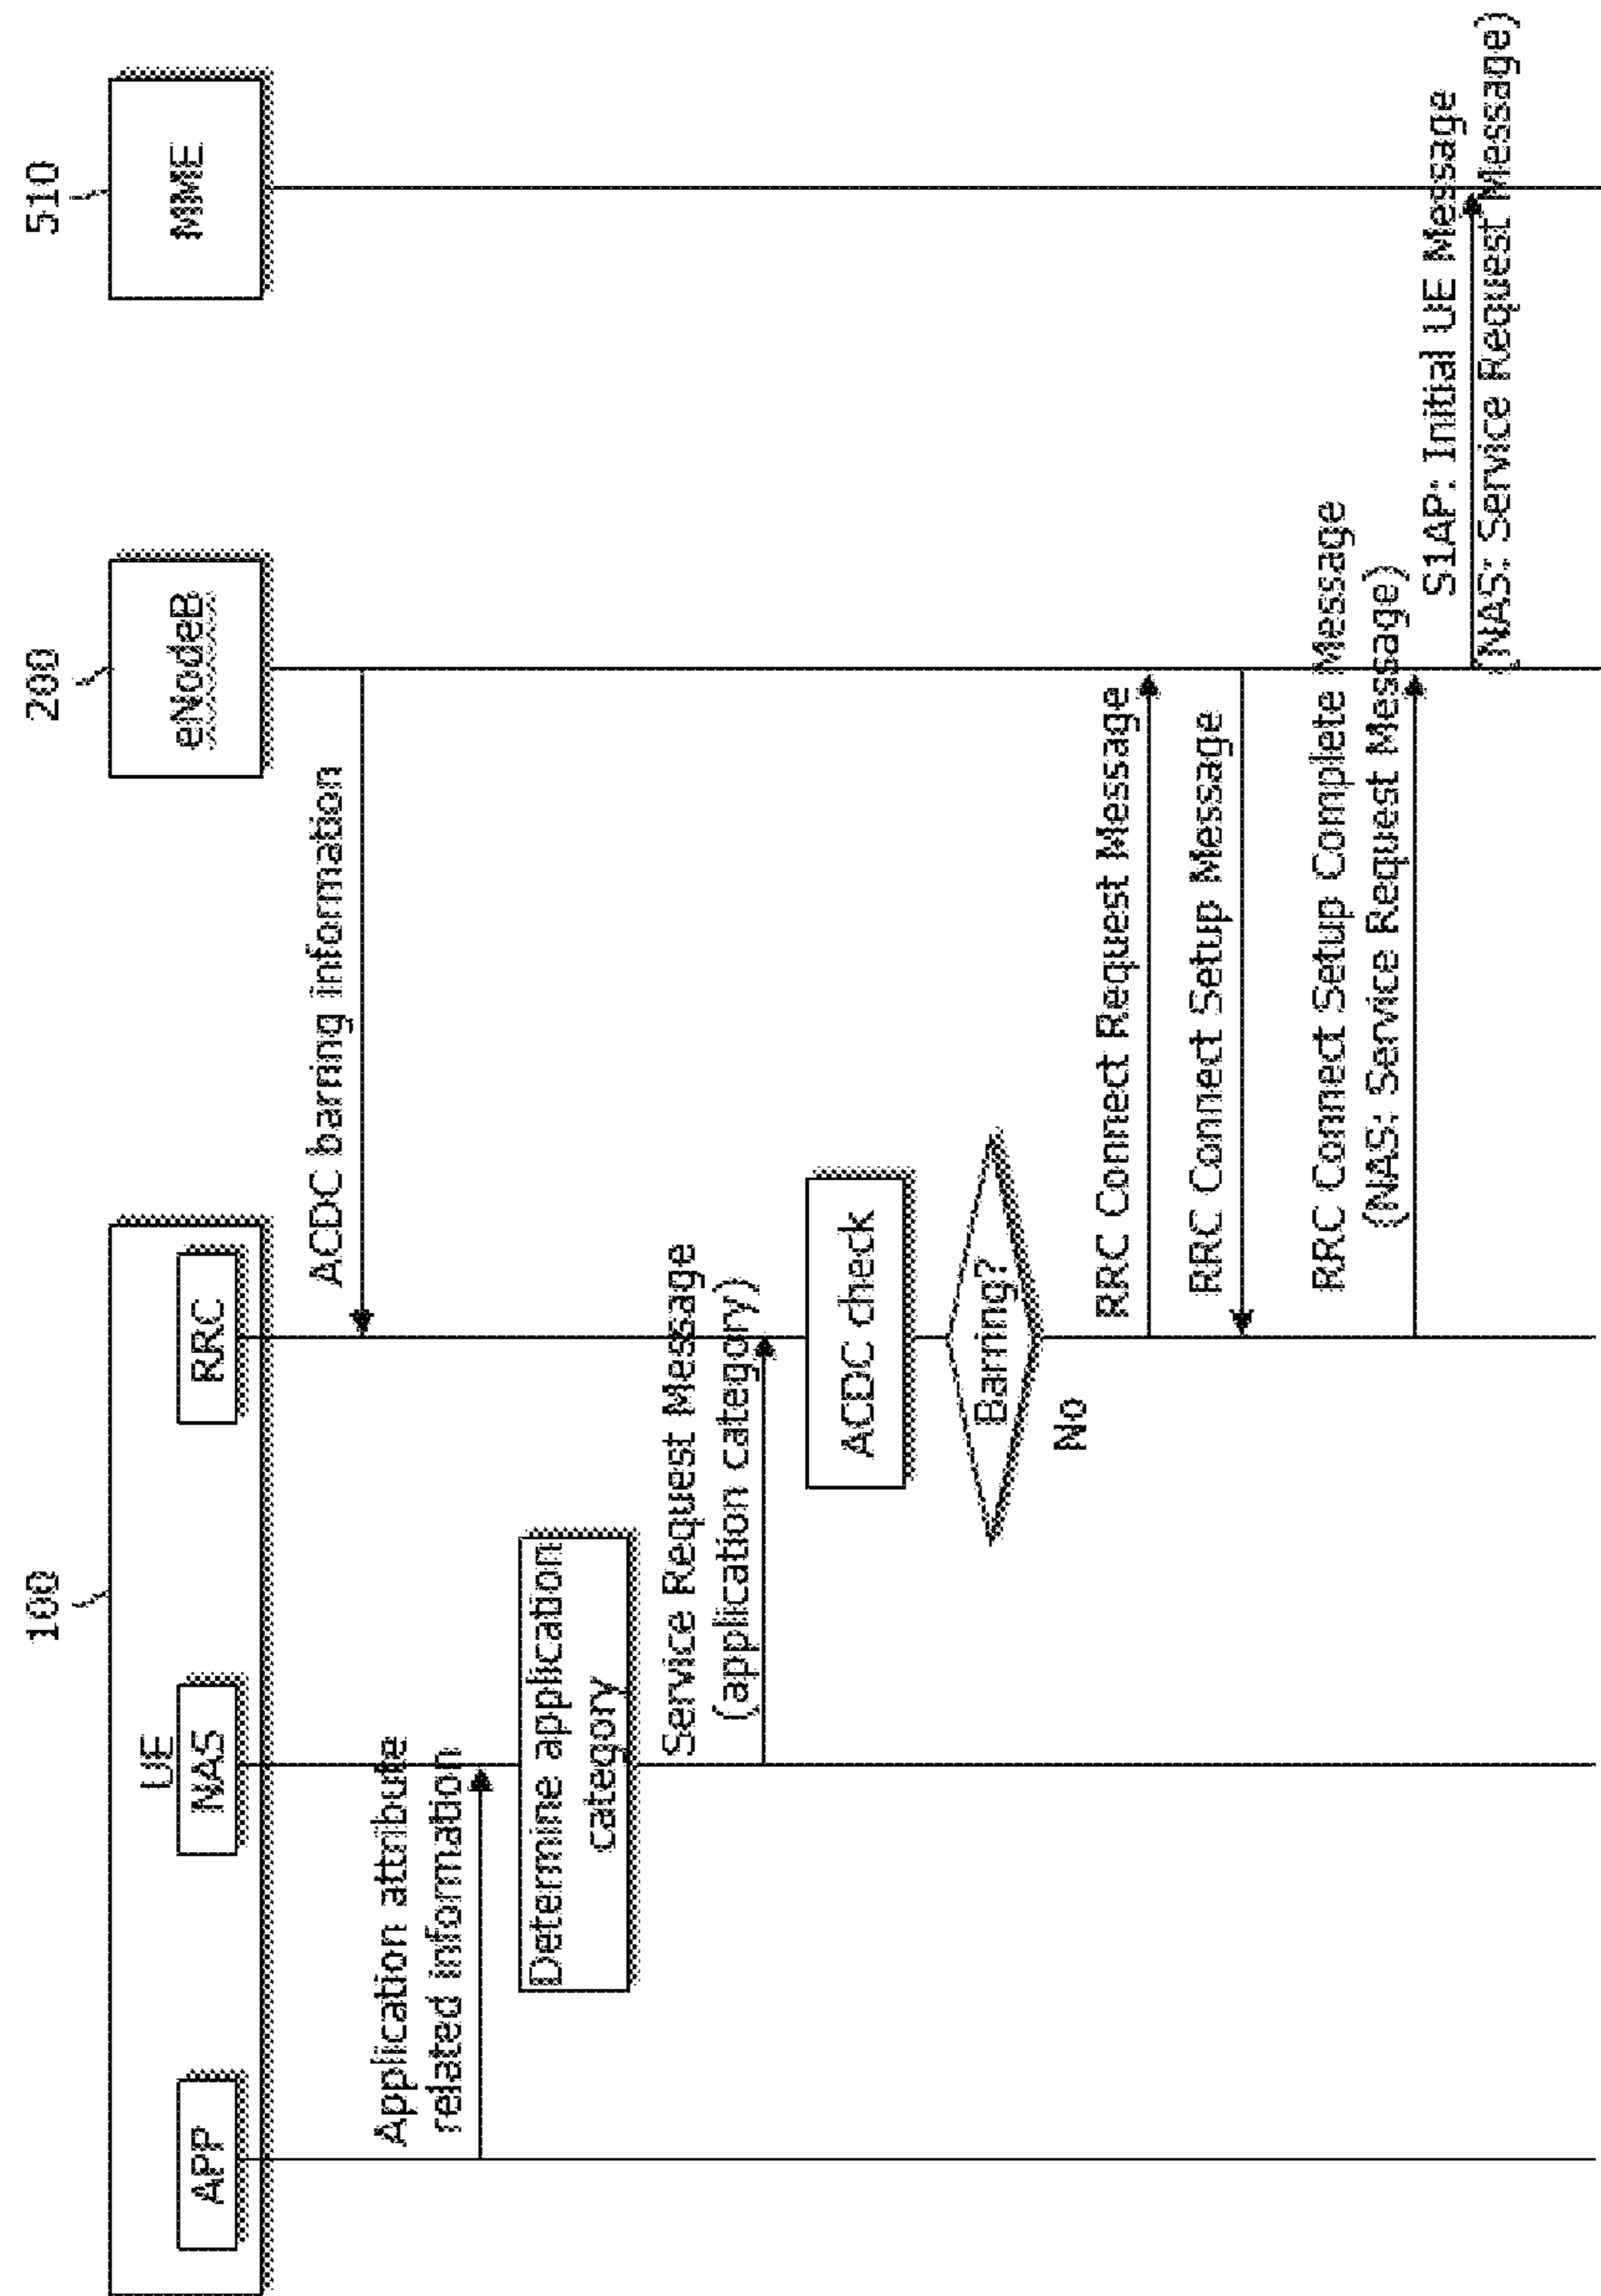 100
200
510
UE
APP
NAS
RRC
eNodeB
MME
ACDC barring information
Application attribute
related information
Determine application
category
Service Request Message
(application category)
ACDC check
Barring?
No
RRC Connect Request Message
RRC Connect Setup Message
RRC Connect Setup Complete Message
(NAS: Service Request Message)
S1AP: Initial UE Message
(NAS: Service Request Message)